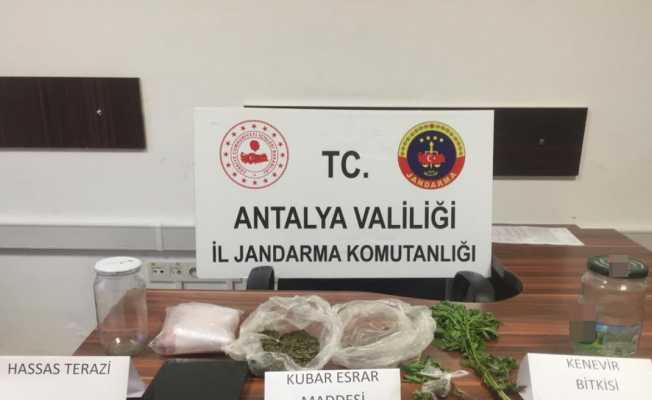 TC.
JANDARMA
ANTALYA VALİLİĞİ
İL JANDARMA KOMUTANLIĞI
HASSAS TERAZİ
KUBAR ESRAR
MADDESİ
KENEVİR
BİTKİSİ